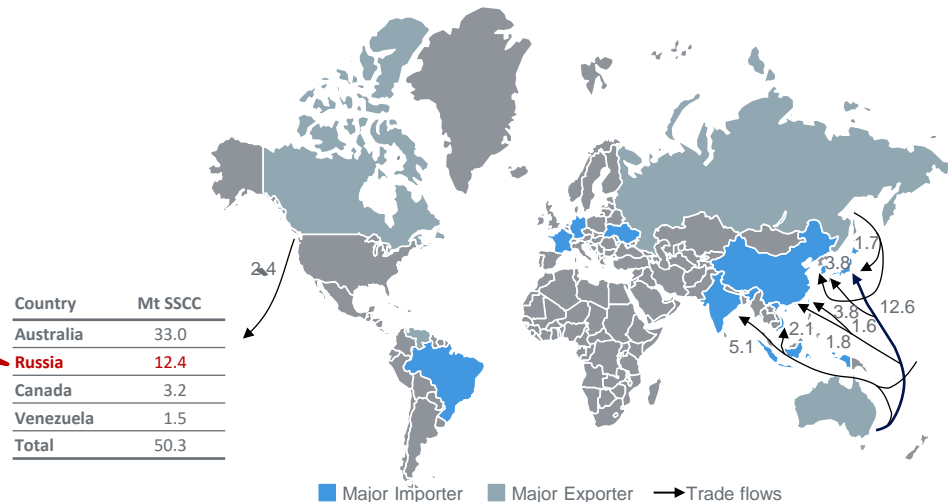 2.4
1.7
3.8
3.8
12.6
1.6
2.1
1.8
5.1
Country Mt SSCC
Australia 33.0
Russia 12.4
Canada 3.2
Venezuela 1.5
Total 50.3
Major Importer Major Exporter Trade flows